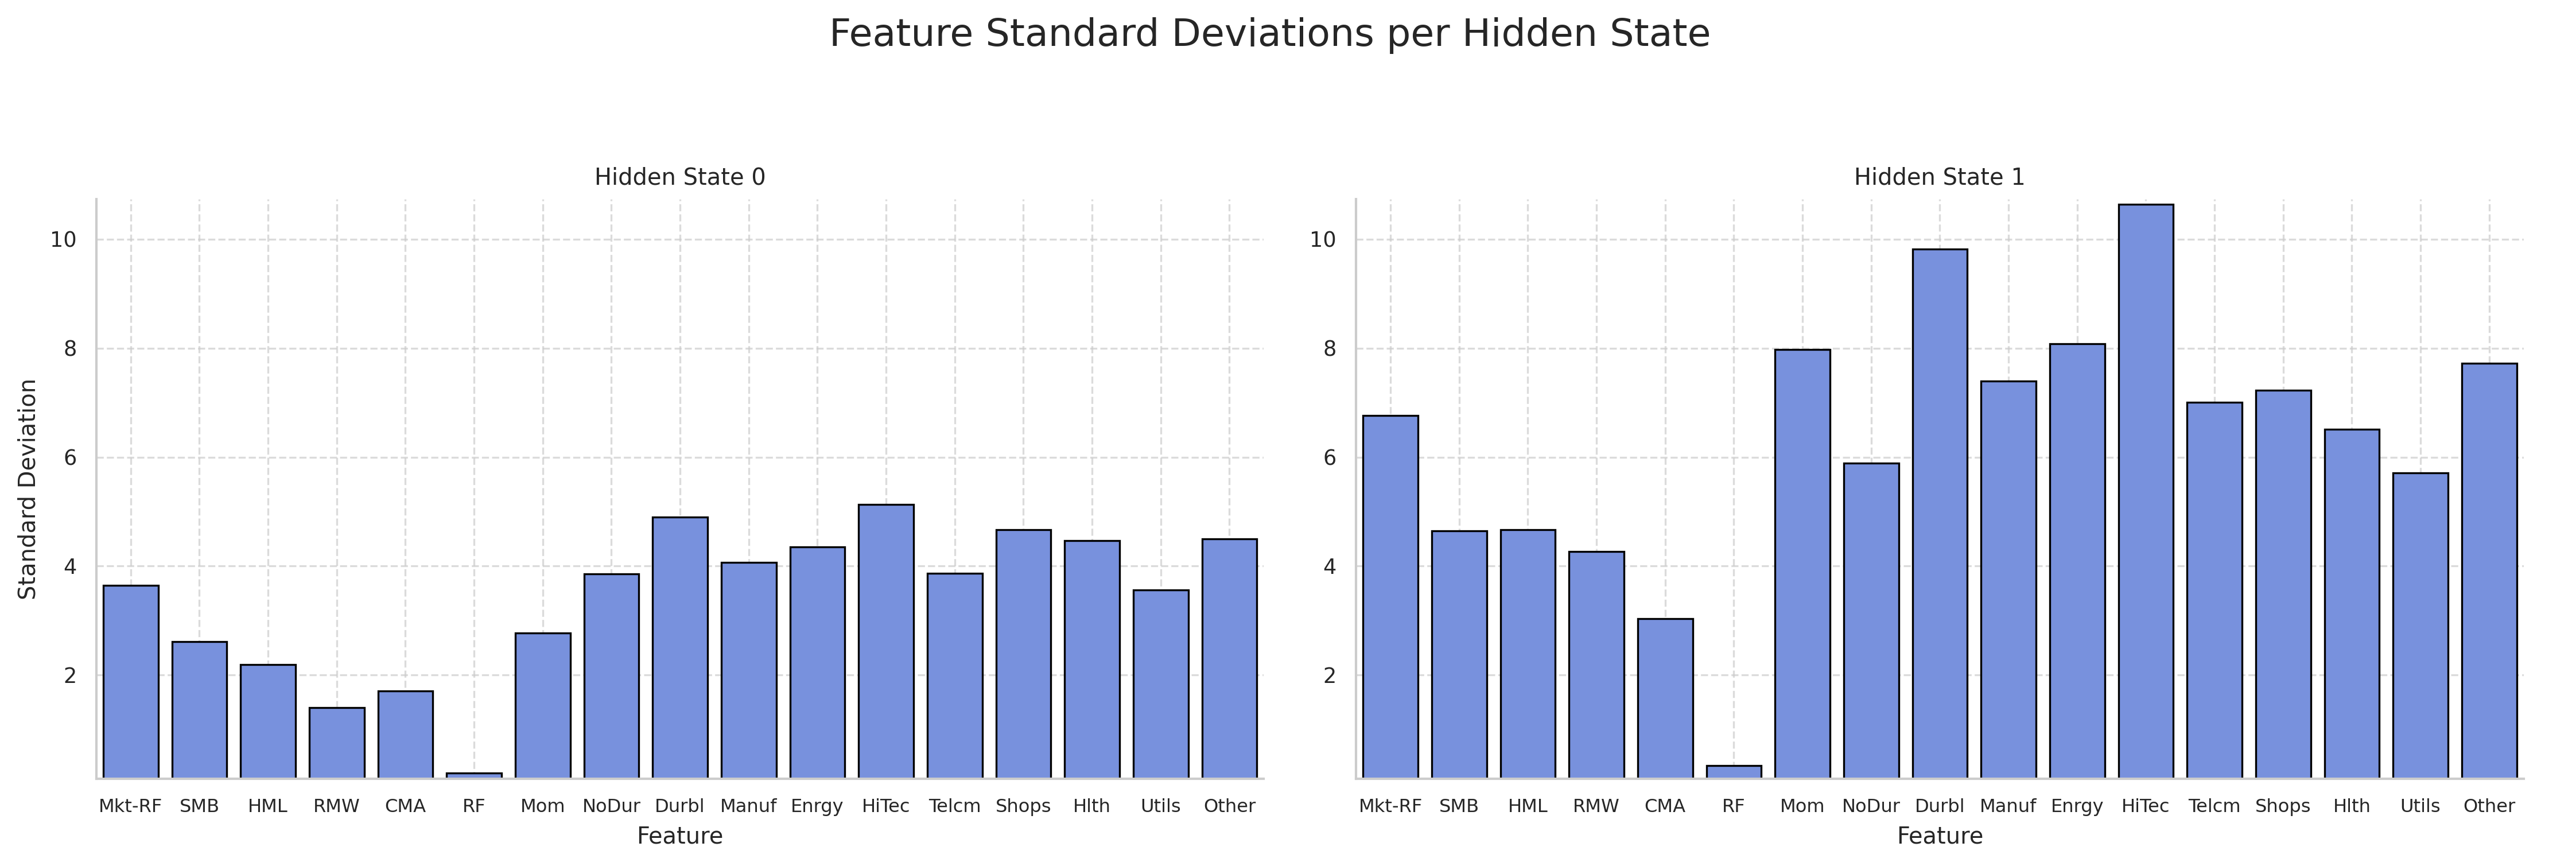 Feature Standard Deviations per Hidden State
Hidden State 0
Standard Deviation
10
8
6
4
2
Mkt-RF SMB HML RMW CMA RF Mom NoDur Durbl Manuf Enrgy HiTec Telcm Shops Hlth Utils Other
Feature
Hidden State 1
10
8
6
4
2
Mkt-RF SMB HML RMW CMA RF Mom NoDur Durbl Manuf Enrgy HiTec Telcm Shops Hlth Utils Other
Feature